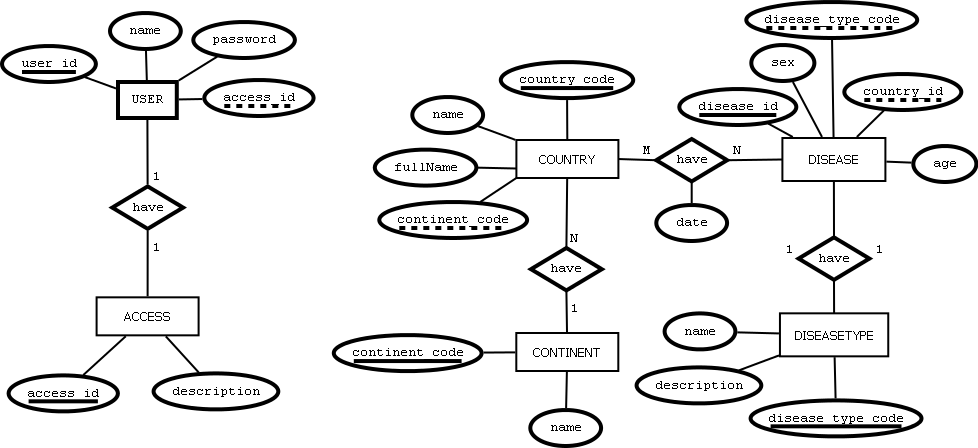 disease_type_code
name
password
sex
user_id
country_code
country_id
USER
access_id
disease_id
name
M
N
COUNTRY
have
DISEASE
age
fullName
1
have
continent_code
date
N
1
1
1
have
have
1
ACCESS
name
DISEASETYPE
continent_code
CONTINENT
access_id
description
description
name
disease_type_code